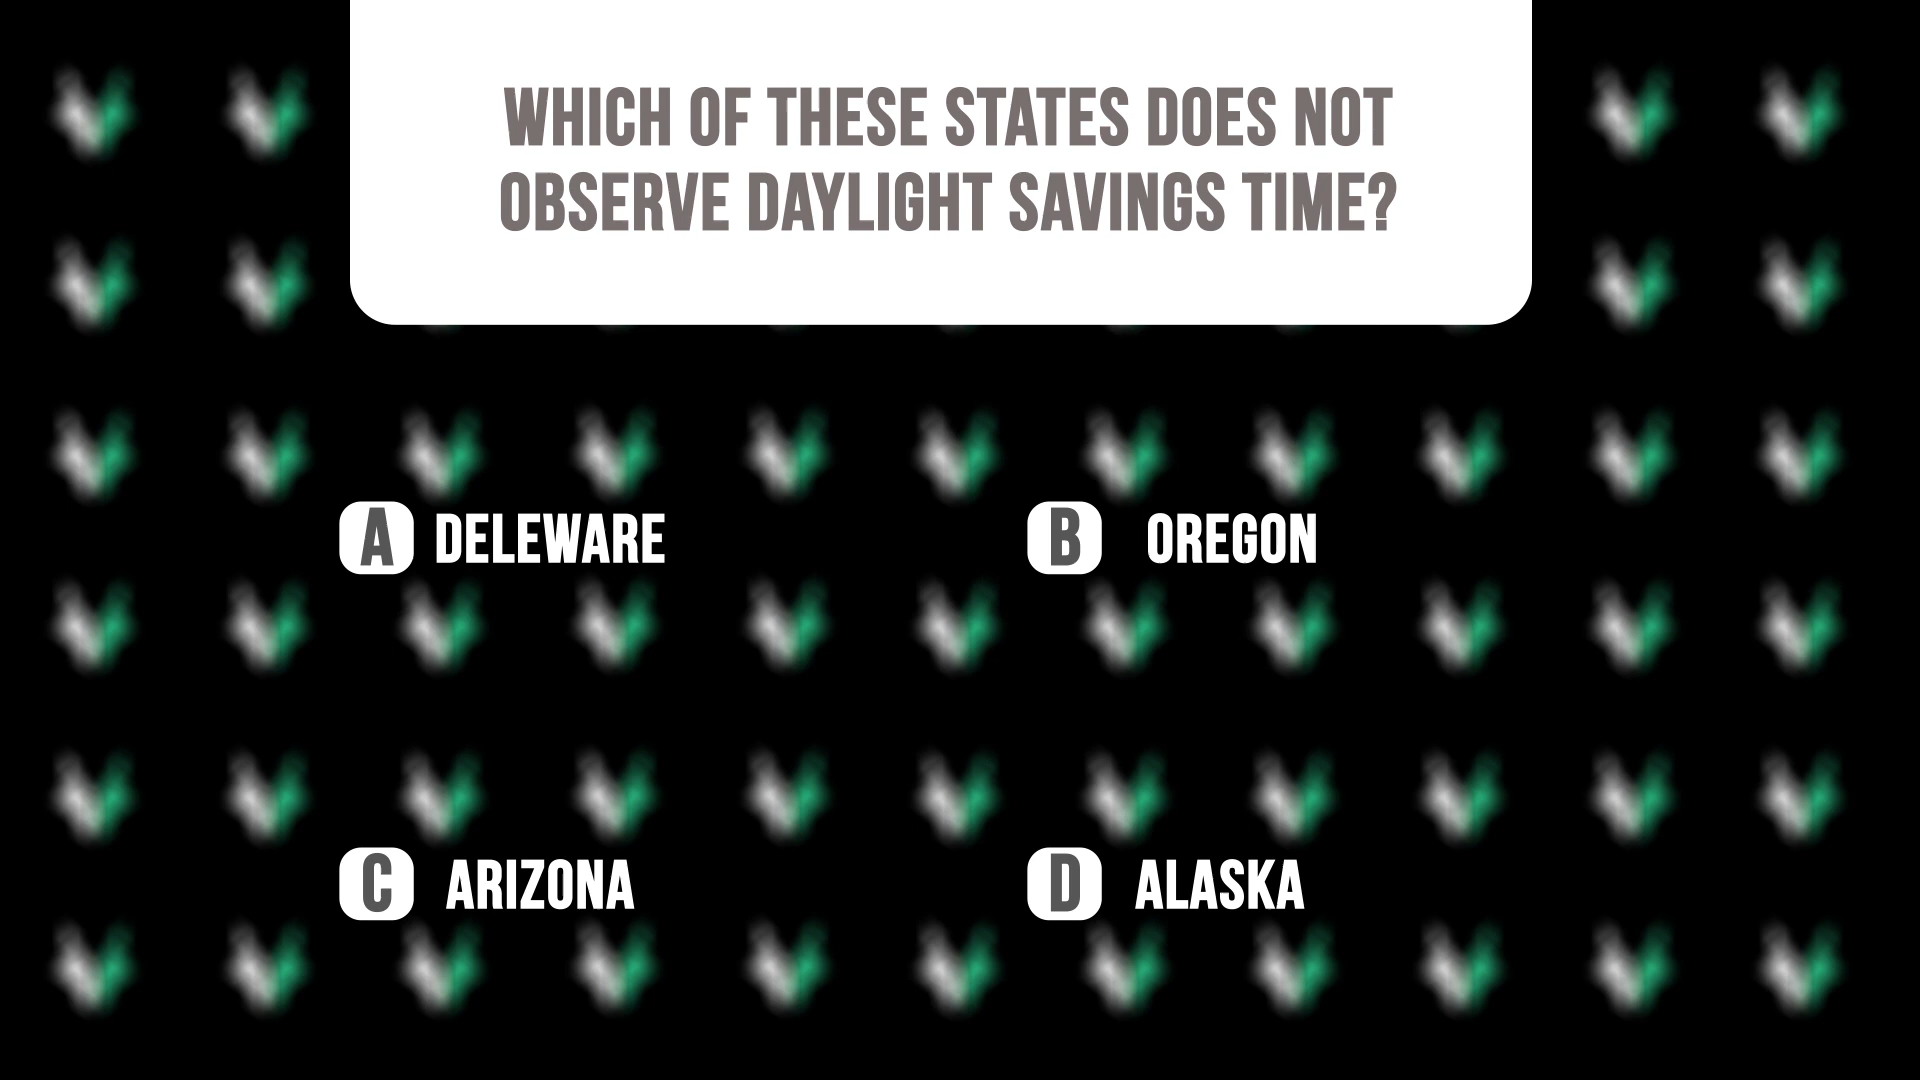 WHICH OF THESE STATES DOES NOT
OBSERVE DAYLIGHT SAVINGS TIME?
A DELEWARE
B OREGON
C ARIZONA
D ALASKA